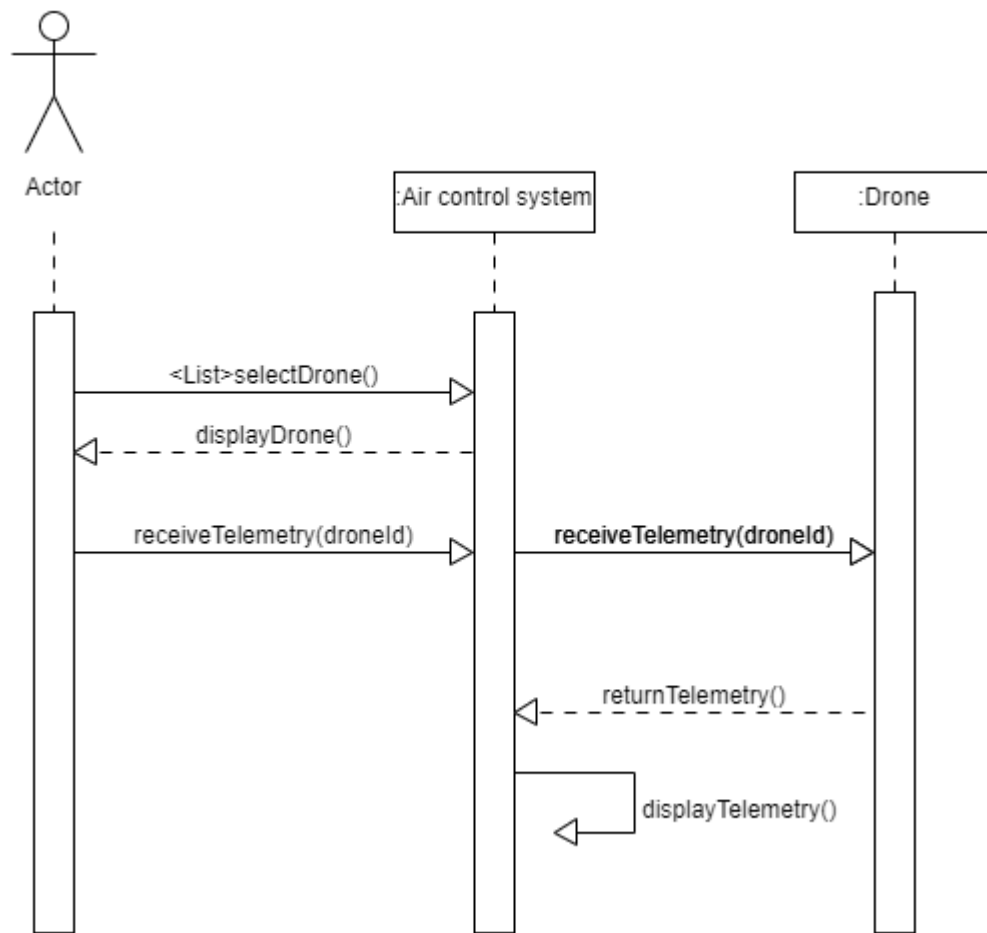 Actor
:Air control system
:Drone
<List>selectDrone()
displayDrone()
receiveTelemetry(droneId)
receiveTelemetry(droneId)
returnTelemetry()
displayTelemetry()